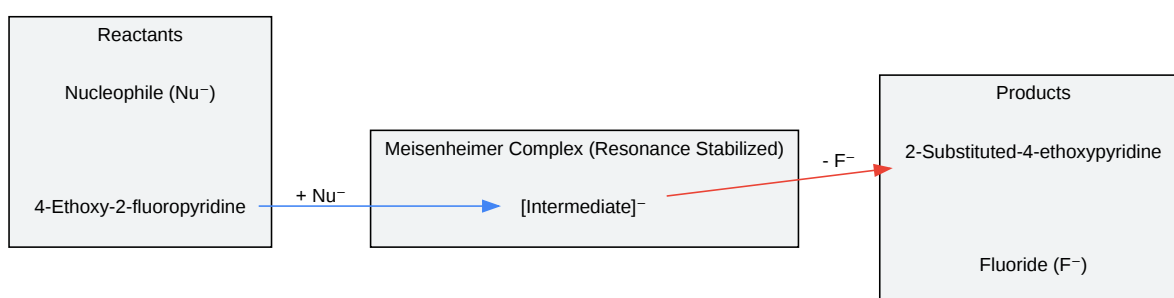 Reactants
Nucleophile (Nu⁻)
4-Ethoxy-2-fluoropyridine
+ Nu⁻
Meisenheimer Complex (Resonance Stabilized)
[Intermediate]⁻
- F⁻
Products
2-Substituted-4-ethoxypyridine
Fluoride (F⁻)